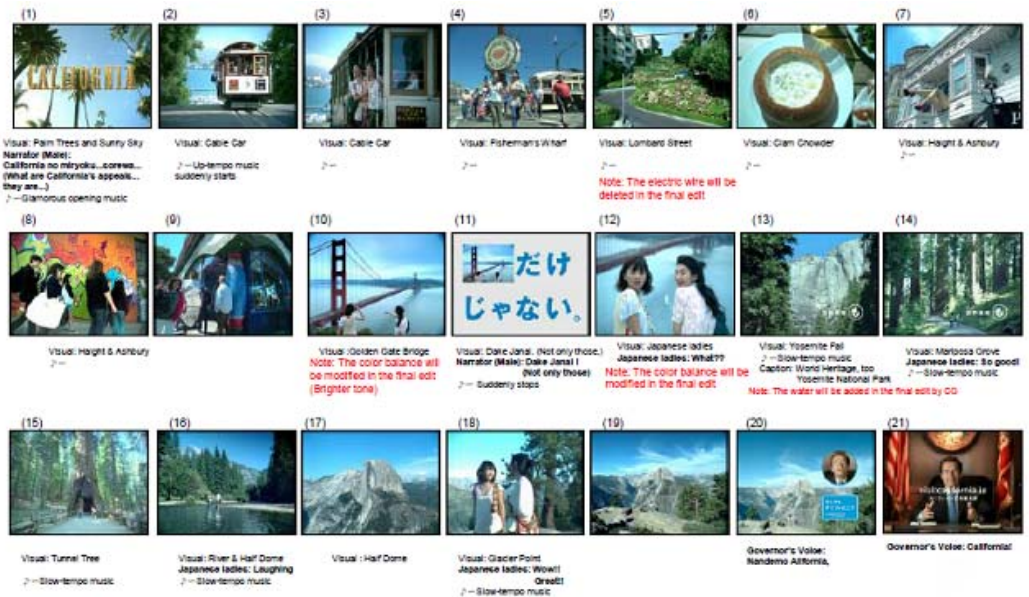 (1)
(2)
(3)
(4)
(5)
(6)
(7)
CALIFORNIA
Visual: Palm Trees and Sunny Sky
Narrator (Male):
California no miryoku...sorewa...
(What are California's appeals...
they are...)
♪ ─ Glamorous opening music
Visual: Cable Car
♪ ─ Up-tempo music
suddenly starts
Visual: Cable Car
♪ ─
Visual: Fisherman's Wharf
♪ ─
Visual: Lombard Street
♪ ─
Note: The electric wire will be
deleted in the final edit
Visual: Clam Chowder
♪ ─
Visual: Haight & Ashbury
♪ ─
(8)
(9)
(10)
(11)
(12)
(13)
(14)
だけ
じゃない。
Visual: Haight & Ashbury
♪ ─
Visual :Golden Gate Bridge
Note: The color balance will
be modified in the final edit
(Brighter tone)
Visual: Dake Janai. (Not only those.)
Narrator (Male): Dake Janai !
(Not only those)
♪ ─ Suddenly stops
Visual: Japanese ladies
Japanese ladies: What??
Note: The color balance will be
modified in the final edit
Visual: Yosemite Fall
♪ ─ Slow-tempo music
Caption: World Heritage, too
Yosemite National Park
Note: The water will be added in the final edit by CG
Visual: Mariposa Grove
Japanese ladies: So good!
♪ ─ Slow-tempo music
(15)
(16)
(17)
(18)
(19)
(20)
(21)
visitcalifornia.jp
Visual: Tunnel Tree
♪ ─ Slow-tempo music
Visual: River & Half Dome
Japanese ladies: Laughing
♪ ─ Slow-tempo music
Visual : Half Dome
Visual: Glacier Point
Japanese ladies: Wow!!
Great!!
♪ ─ Slow-tempo music
Governor's Voice:
Nandemo Alifornia,
Governor's Voice: California!